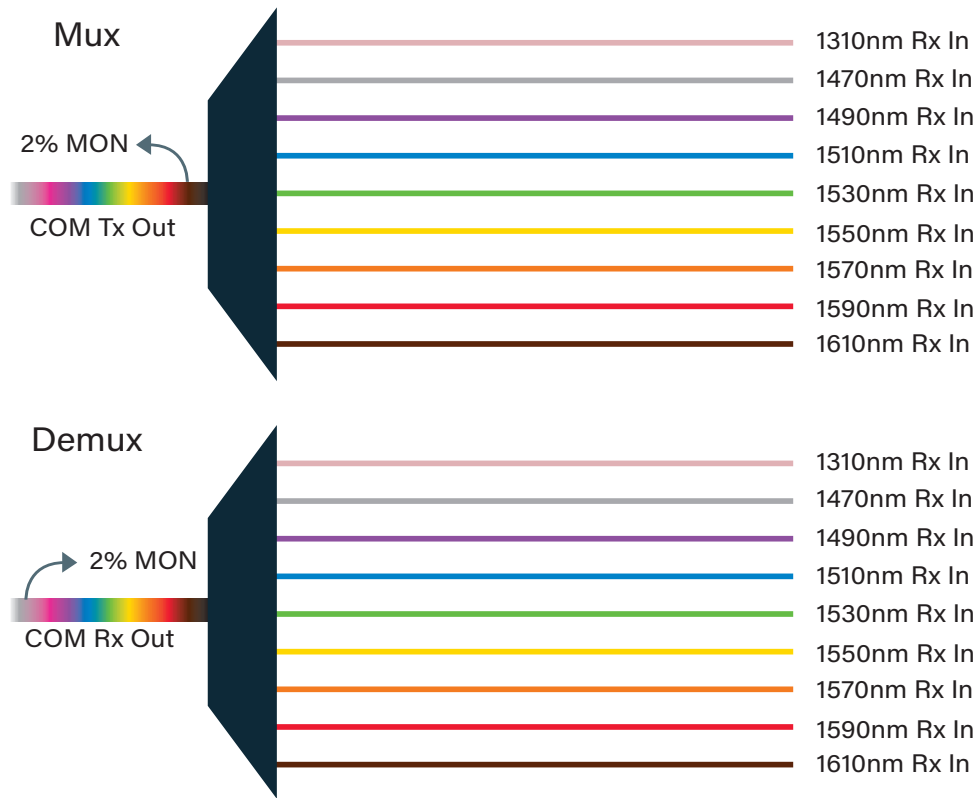 Mux
1310nm Rx In
1470nm Rx In
1490nm Rx In
2% MON
1510nm Rx In
1530nm Rx In
COM Tx Out
1550nm Rx In
1570nm Rx In
1590nm Rx In
1610nm Rx In
Demux
1310nm Rx In
1470nm Rx In
1490nm Rx In
2% MON
1510nm Rx In
1530nm Rx In
COM Rx Out
1550nm Rx In
1570nm Rx In
1590nm Rx In
1610nm Rx In